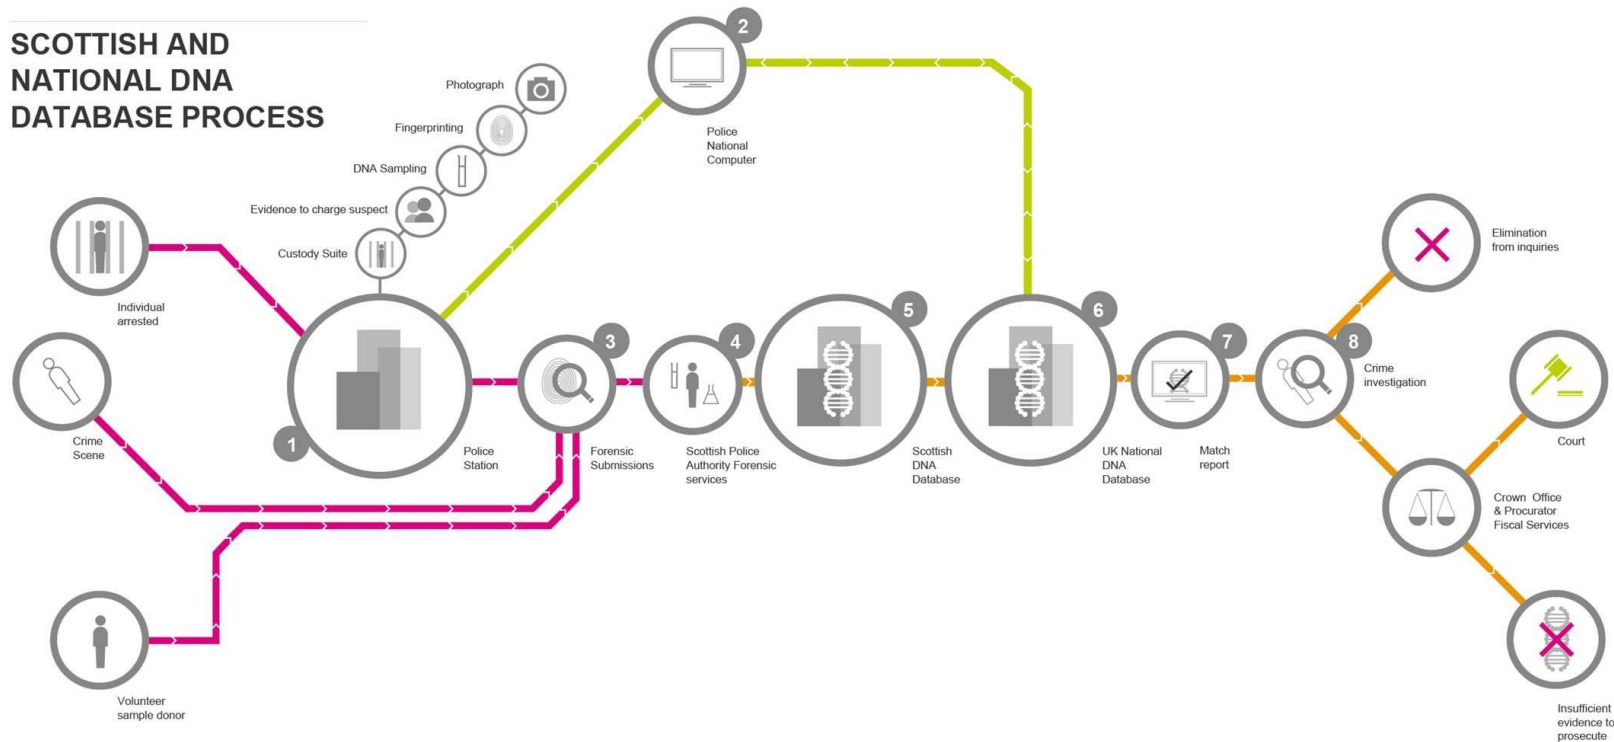 SCOTTISH AND
NATIONAL DNA
DATABASE PROCESS
Photograph
Fingerprinting
DNA Sampling
Evidence to charge suspect
Custody Suite
2
Police
National
Computer
Individual
arrested
Crime
Scene
Volunteer
sample donor
1
Police
Station
3
Forensic
Submissions
4
Scottish Police
Authority Forensic
services
5
Scottish
DNA
Database
6
UK National
DNA
Database
7
Match
report
8
Crime
investigation
Elimination
from inquiries
Court
Crown Office
& Procurator
Fiscal Services
Insufficient
evidence to
prosecute